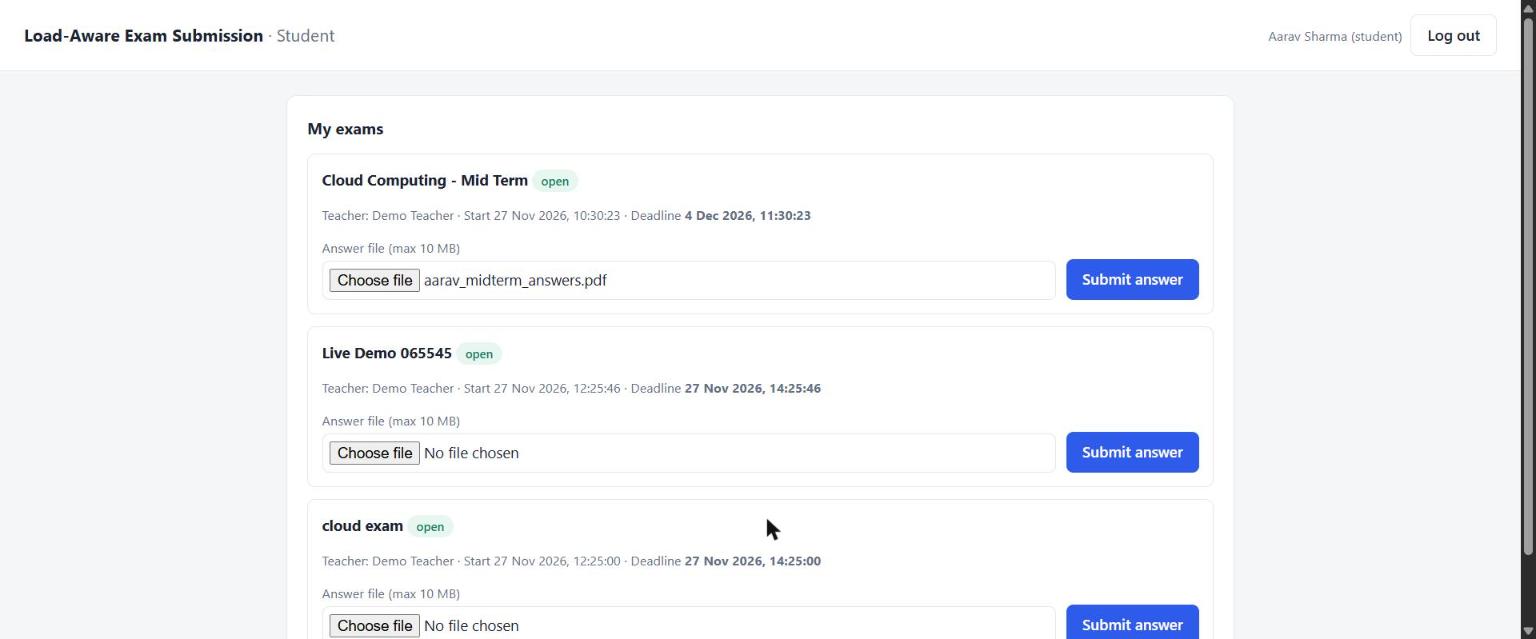 Load-Aware Exam Submission · Student
Aarav Sharma (student) Log out
My exams
Cloud Computing - Mid Term open
Teacher: Demo Teacher · Start 27 Nov 2026, 10:30:23 · Deadline 4 Dec 2026, 11:30:23
Answer file (max 10 MB)
Choose file aarav_midterm_answers.pdf Submit answer
Live Demo 065545 open
Teacher: Demo Teacher · Start 27 Nov 2026, 12:25:46 · Deadline 27 Nov 2026, 14:25:46
Answer file (max 10 MB)
Choose file No file chosen Submit answer
cloud exam open
Teacher: Demo Teacher · Start 27 Nov 2026, 12:25:00 · Deadline 27 Nov 2026, 14:25:00
Answer file (max 10 MB)
Choose file No file chosen Submit answer